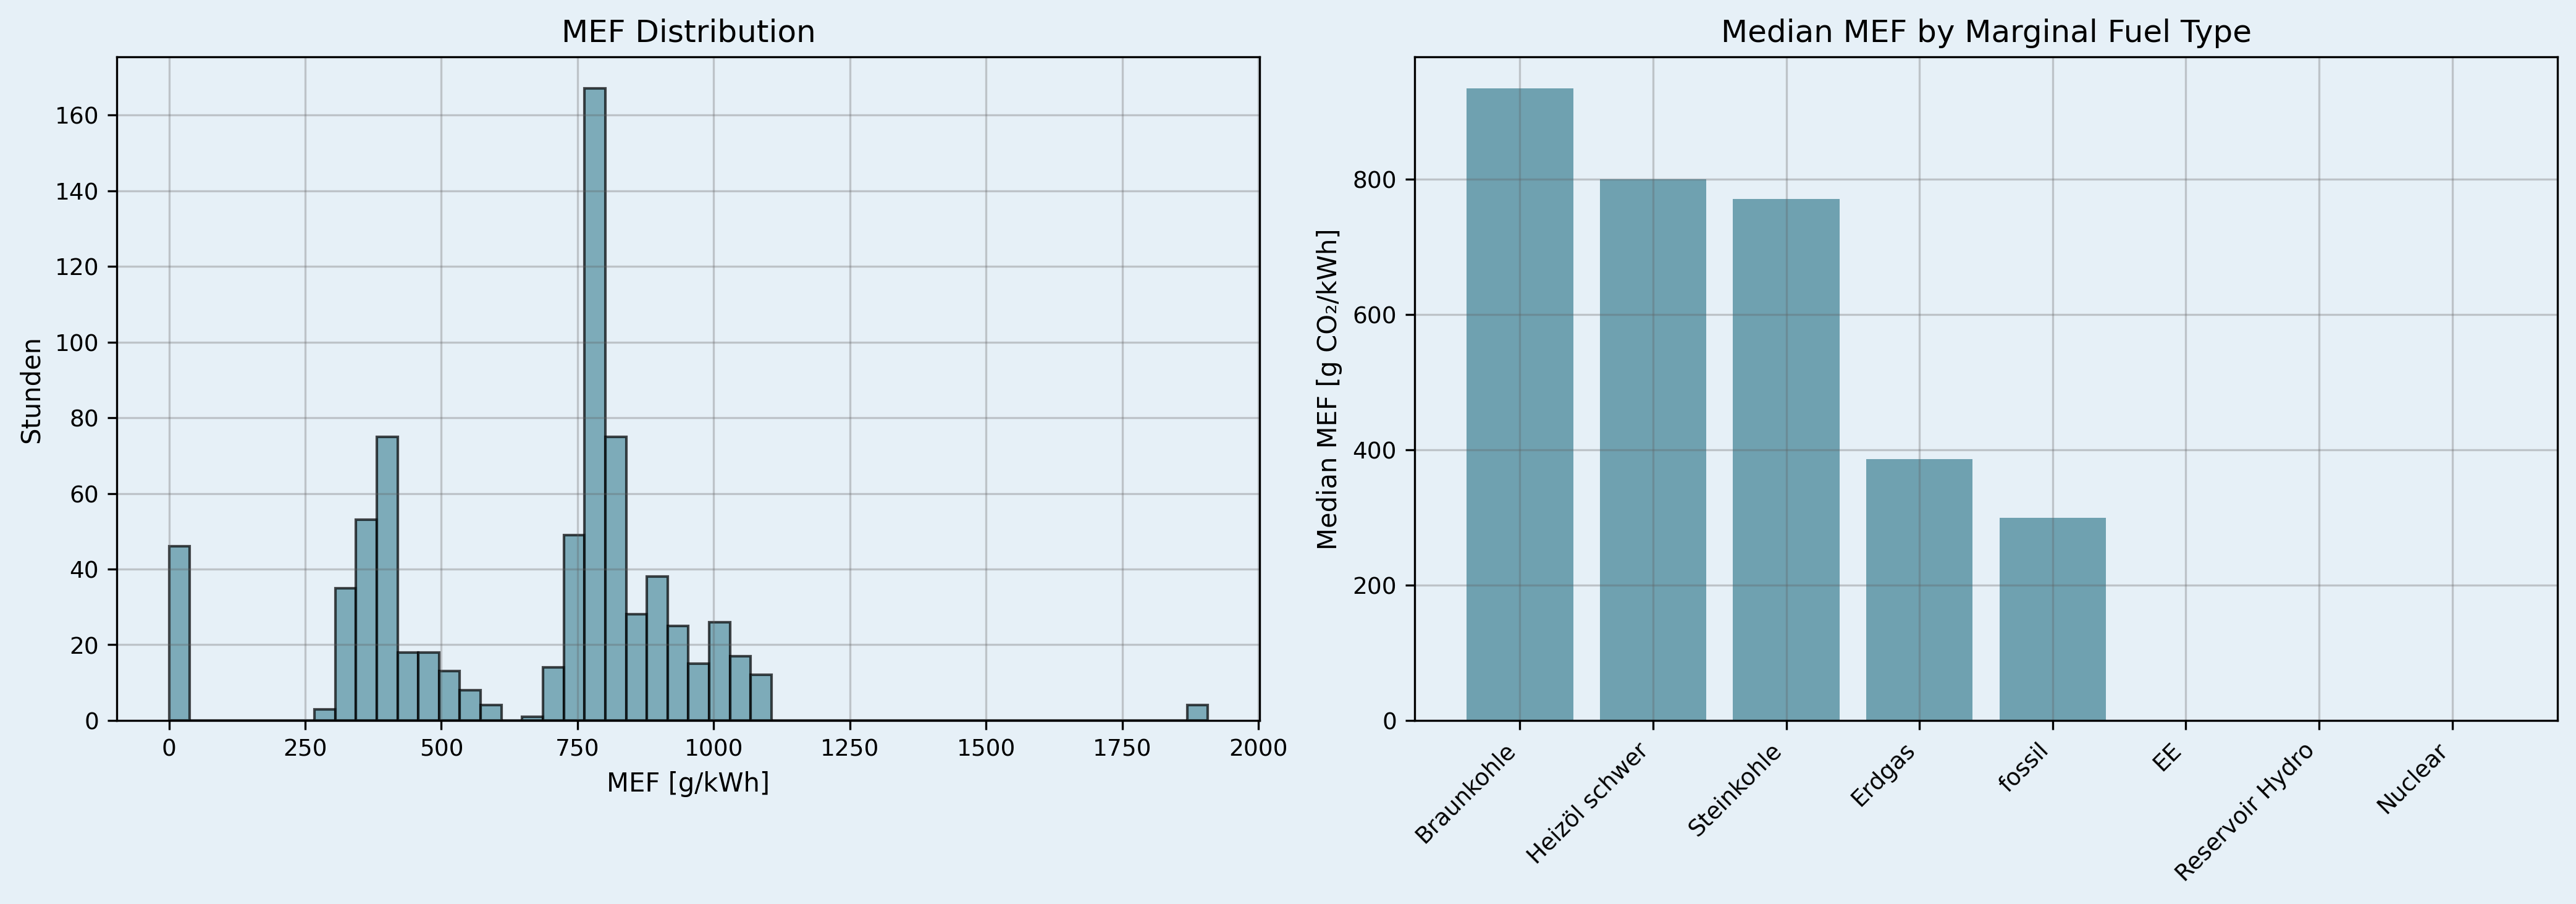 MEF Distribution
Stunden
160
140
120
100
80
60
40
20
0
0 250 500 750 1000 1250 1500 1750 2000
MEF [g/kWh]
Median MEF by Marginal Fuel Type
Median MEF [g CO₂/kWh]
800
600
400
200
0
Braunkohle
Heizöl schwer
Steinkohle
Erdgas
fossil
EE
Reservoir Hydro
Nuclear